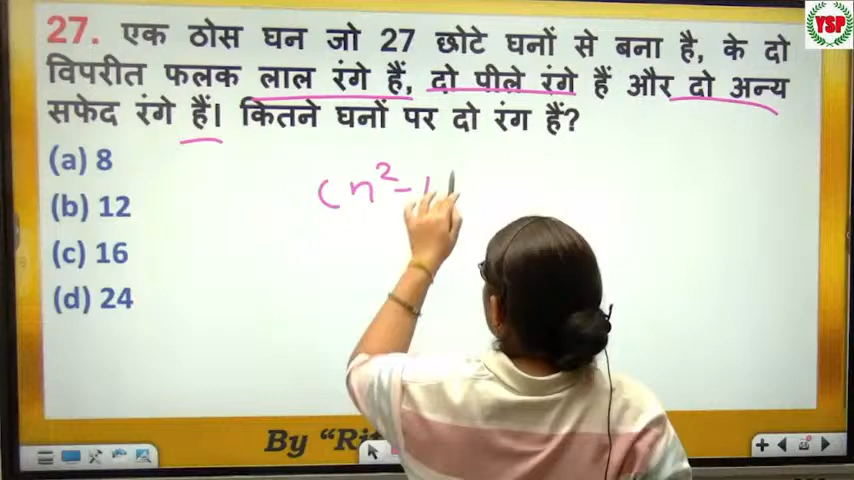 27. एक ठोस घन जो 27 छोटे घनों से बना है, के दो
विपरीत फलक लाल रंगे हैं, दो पीले रंगे हैं और दो अन्य
सफेद रंगे हैं। कितने घनों पर दो रंग हैं?
(a) 8
(b) 12
(c) 16
(d) 24
(n²-
By "Ri
YSP